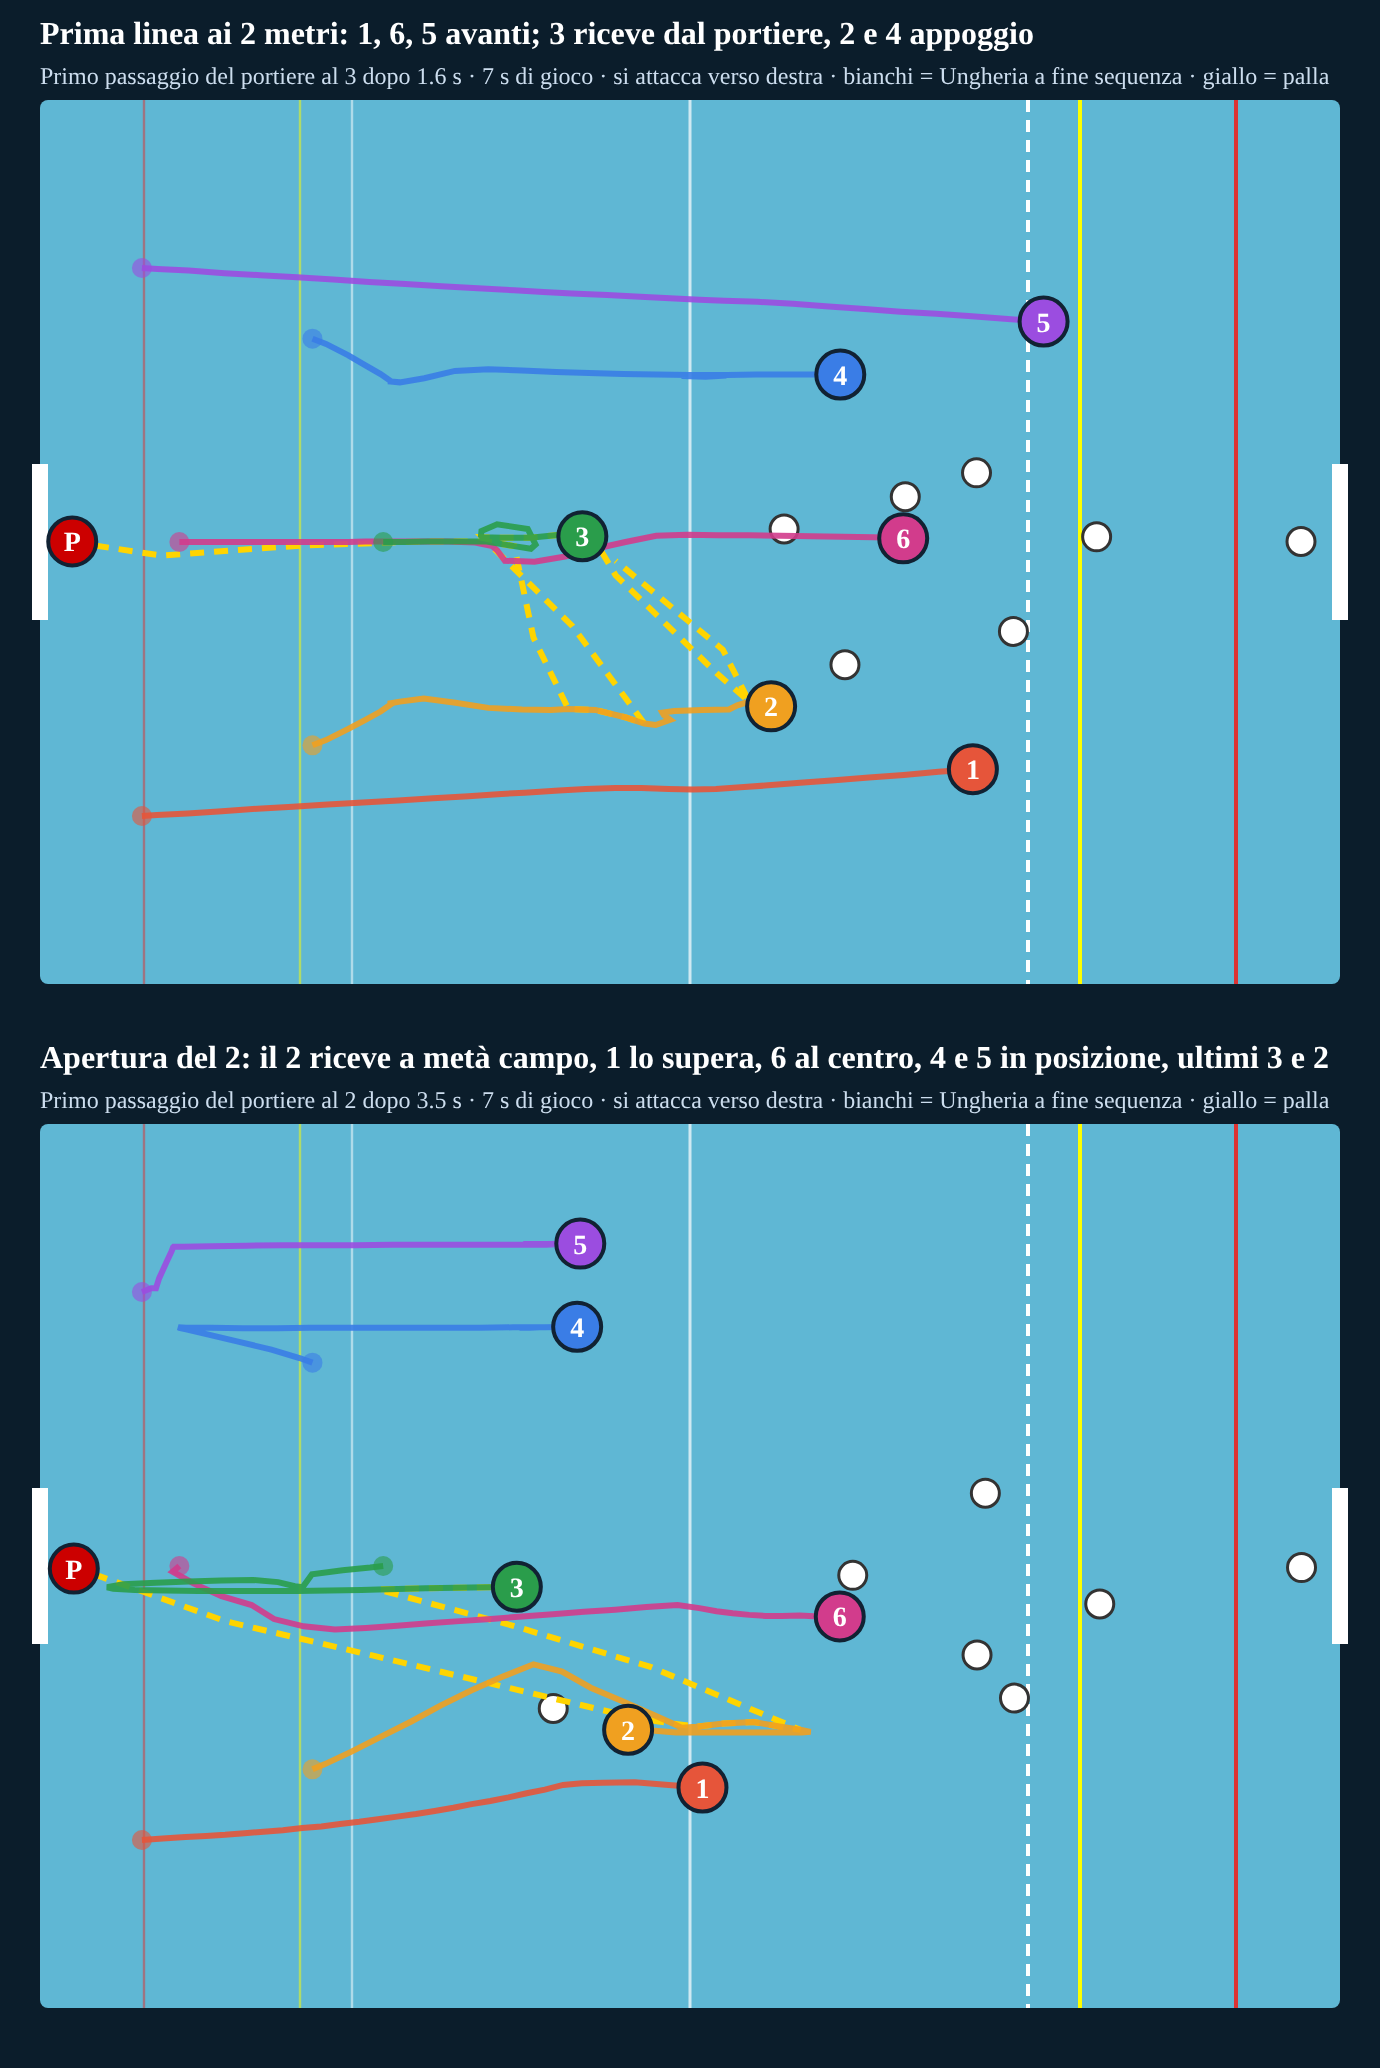 Prima linea ai 2 metri: 1, 6, 5 avanti; 3 riceve dal portiere, 2 e 4 appoggio
Primo passaggio del portiere al 3 dopo 1.6 s · 7 s di gioco · si attacca verso destra · bianchi = Ungheria a fine sequenza · giallo = palla
5
4
P
3
6
2
1
Apertura del 2: il 2 riceve a metà campo, 1 lo supera, 6 al centro, 4 e 5 in posizione, ultimi 3 e 2
Primo passaggio del portiere al 2 dopo 3.5 s · 7 s di gioco · si attacca verso destra · bianchi = Ungheria a fine sequenza · giallo = palla
5
4
P
3
6
2
1